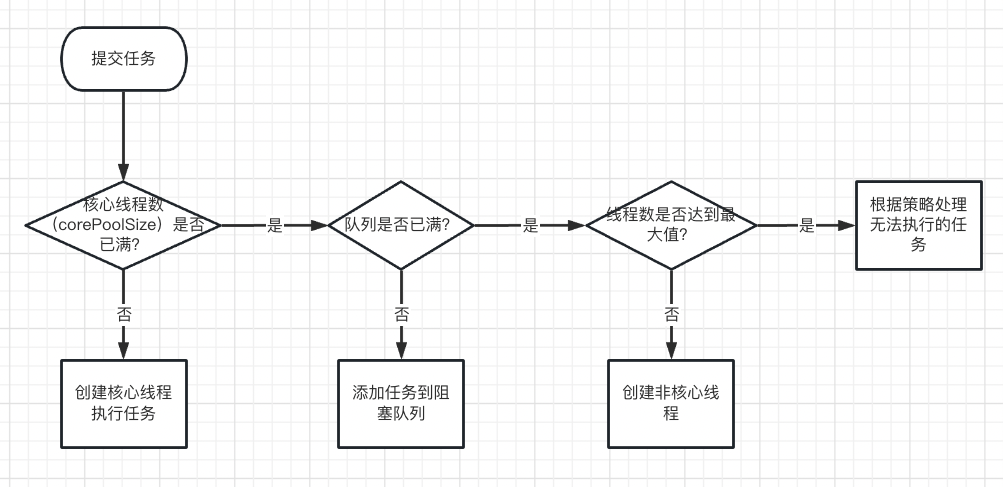 提交任务
核心线程数
（corePoolSize）是否
已满？
是
队列是否已满？
是
线程数是否达到最
大值？
是
根据策略处理
无法执行的任
务
否
否
否
创建核心线程
执行任务
添加任务到阻
塞队列
创建非核心线
程